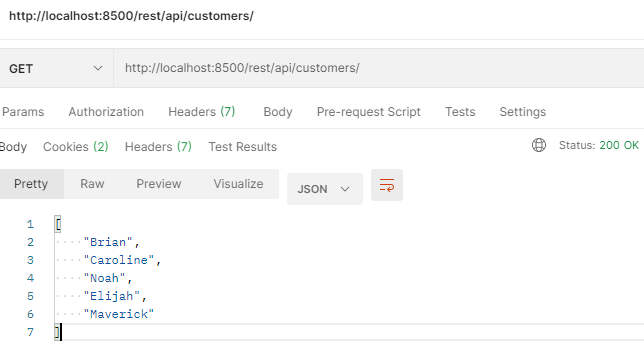 http://localhost:8500/rest/api/customers/
GET http://localhost:8500/rest/api/customers/
Params Authorization Headers (7) Body Pre-request Script Tests Settings
Body Cookies (2) Headers (7) Test Results Status: 200 OK
Pretty Raw Preview Visualize JSON
1 [
2 ····"Brian",
3 ····"Caroline",
4 ····"Noah",
5 ····"Elijah",
6 ····"Maverick"
7 ]